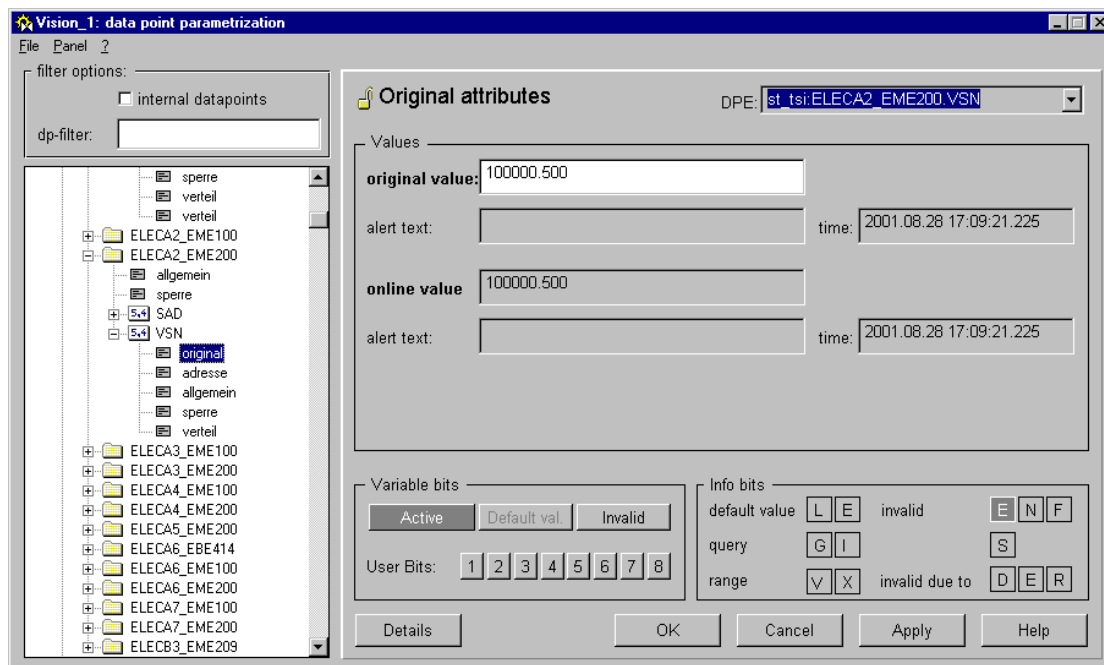 Vision_1: data point parametrization
File Panel ?
filter options:
internal datapoints
dp-filter:
sperre
verteil
verteil
ELECA2_EME100
ELECA2_EME200
allgemein
sperre
5,4 SAD
5,4 VSN
original
adresse
allgemein
sperre
verteil
ELECA3_EME100
ELECA3_EME200
ELECA4_EME100
ELECA4_EME200
ELECA5_EME200
ELECA6_EBE414
ELECA6_EME100
ELECA6_EME200
ELECA7_EME100
ELECA7_EME200
ELECB3_EME209
Original attributes
DPE: st_tsi:ELECA2_EME200.VSN
Values
original value: 100000.500
alert text: time: 2001.08.28 17:09:21.225
online value 100000.500
alert text: time: 2001.08.28 17:09:21.225
Variable bits
Active Default val. Invalid
User Bits: 1 2 3 4 5 6 7 8
Info bits
default value L E invalid E N F
query G I S
range V X invalid due to D E R
Details OK Cancel Apply Help